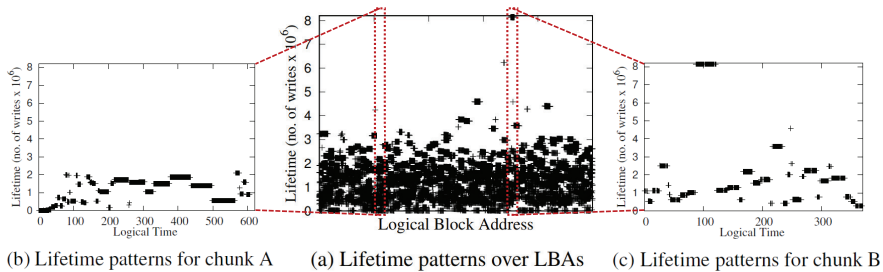 8
7
6
5
4
3
2
1
0
Lifetime (no. of writes x 10^6)
0 100 200 300 400 500 600
Logical Time
(b) Lifetime patterns for chunk A
8
7
6
5
4
3
2
1
0
Lifetime (no. of writes x 10^6)
Logical Block Address
(a) Lifetime patterns over LBAs
8
7
6
5
4
3
2
1
0
Lifetime (no. of writes x 10^6)
0 100 200 300
Logical Time
(c) Lifetime patterns for chunk B